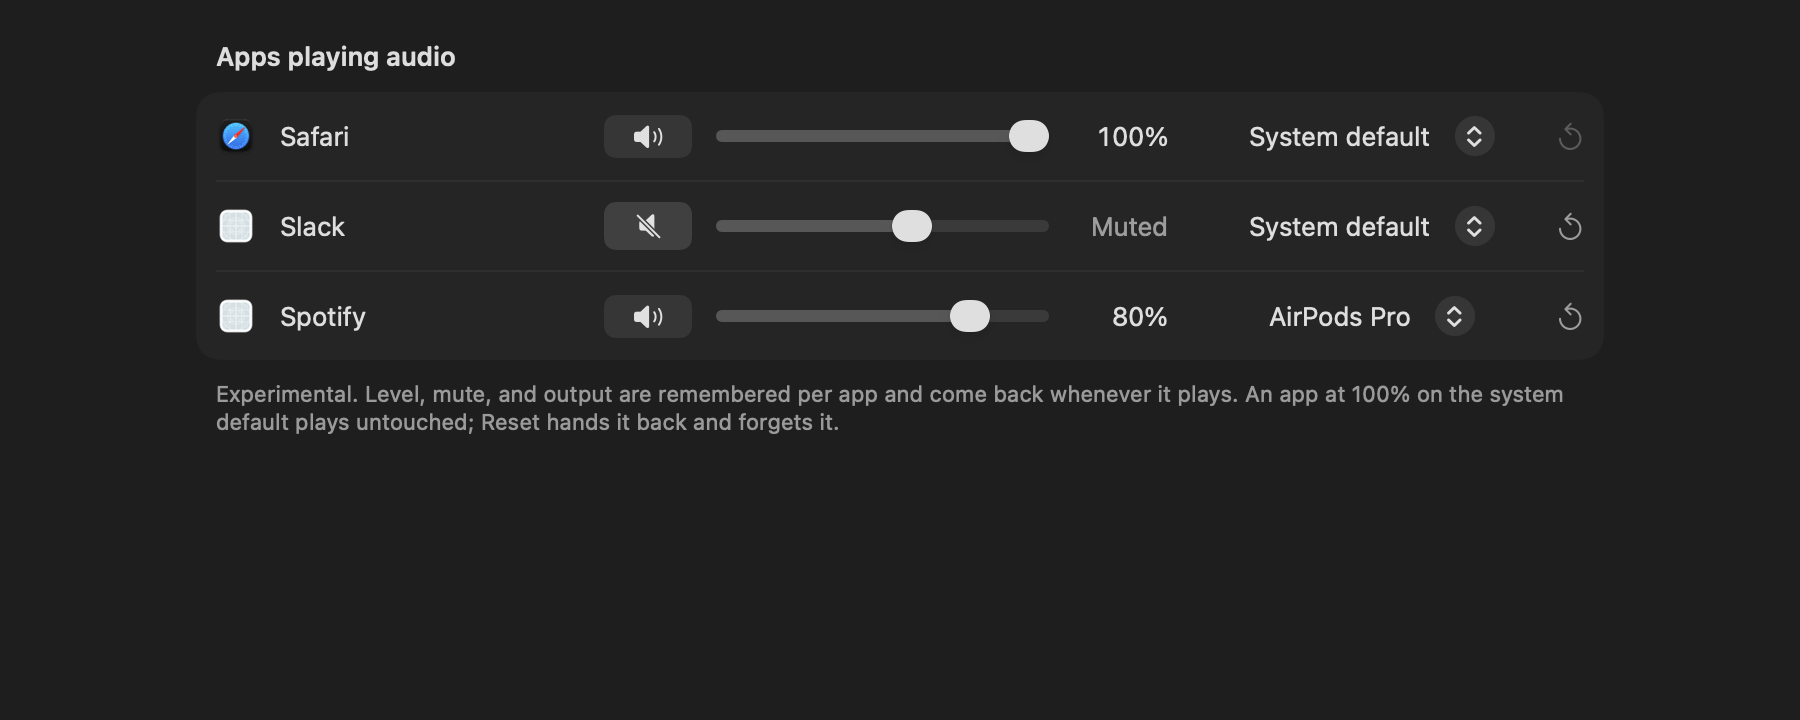 Apps playing audio
Safari 100% System default
Slack Muted System default
Spotify 80% AirPods Pro
Experimental. Level, mute, and output are remembered per app and come back whenever it plays. An app at 100% on the system
default plays untouched; Reset hands it back and forgets it.